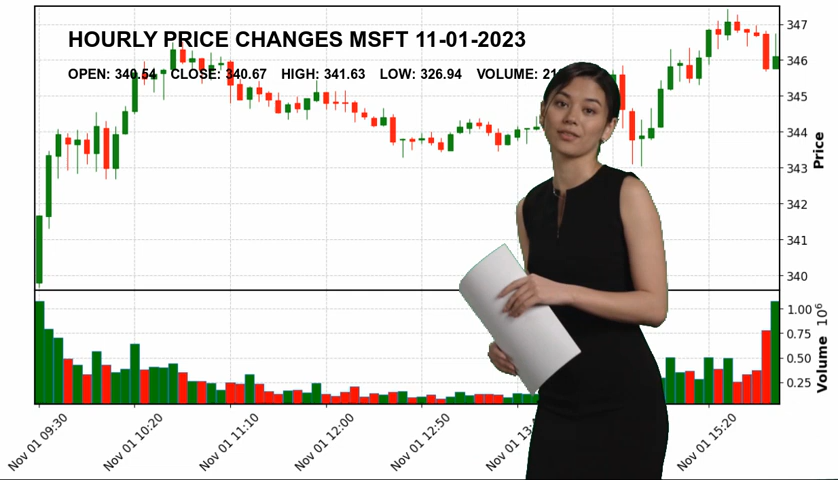 HOURLY PRICE CHANGES MSFT 11-01-2023
OPEN: 340.54 CLOSE: 340.67 HIGH: 341.63 LOW: 326.94 VOLUME:
347
346
345
344
343
342
341
340
Price
1.00
0.75
0.50
0.25
Volume 10⁶
Nov 01 09:30
Nov 01 10:20
Nov 01 11:10
Nov 01 12:00
Nov 01 12:50
Nov 01
Nov 01 15:20